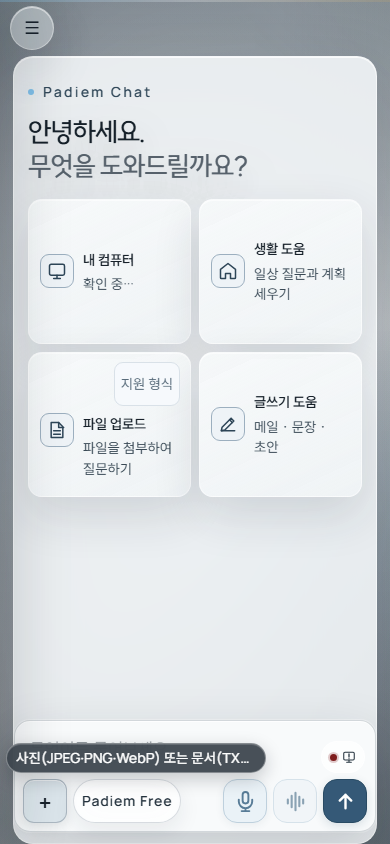 Padiem Chat
안녕하세요.
무엇을 도와드릴까요?
내 컴퓨터
확인 중…
생활 도움
일상 질문과 계획
세우기
지원 형식
파일 업로드
파일을 첨부하여
질문하기
글쓰기 도움
메일 · 문장 ·
초안
사진(JPEG·PNG·WebP) 또는 문서(TX...
+
Padiem Free